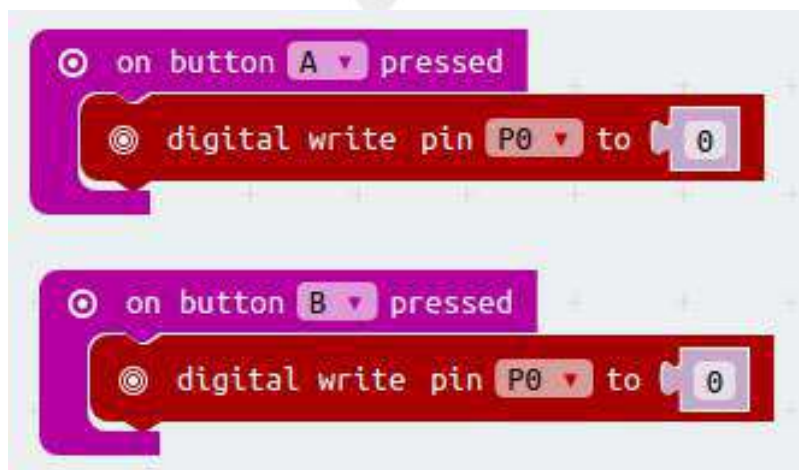 on button A pressed
digital write pin P0 to 0
on button B pressed
digital write pin P0 to 0